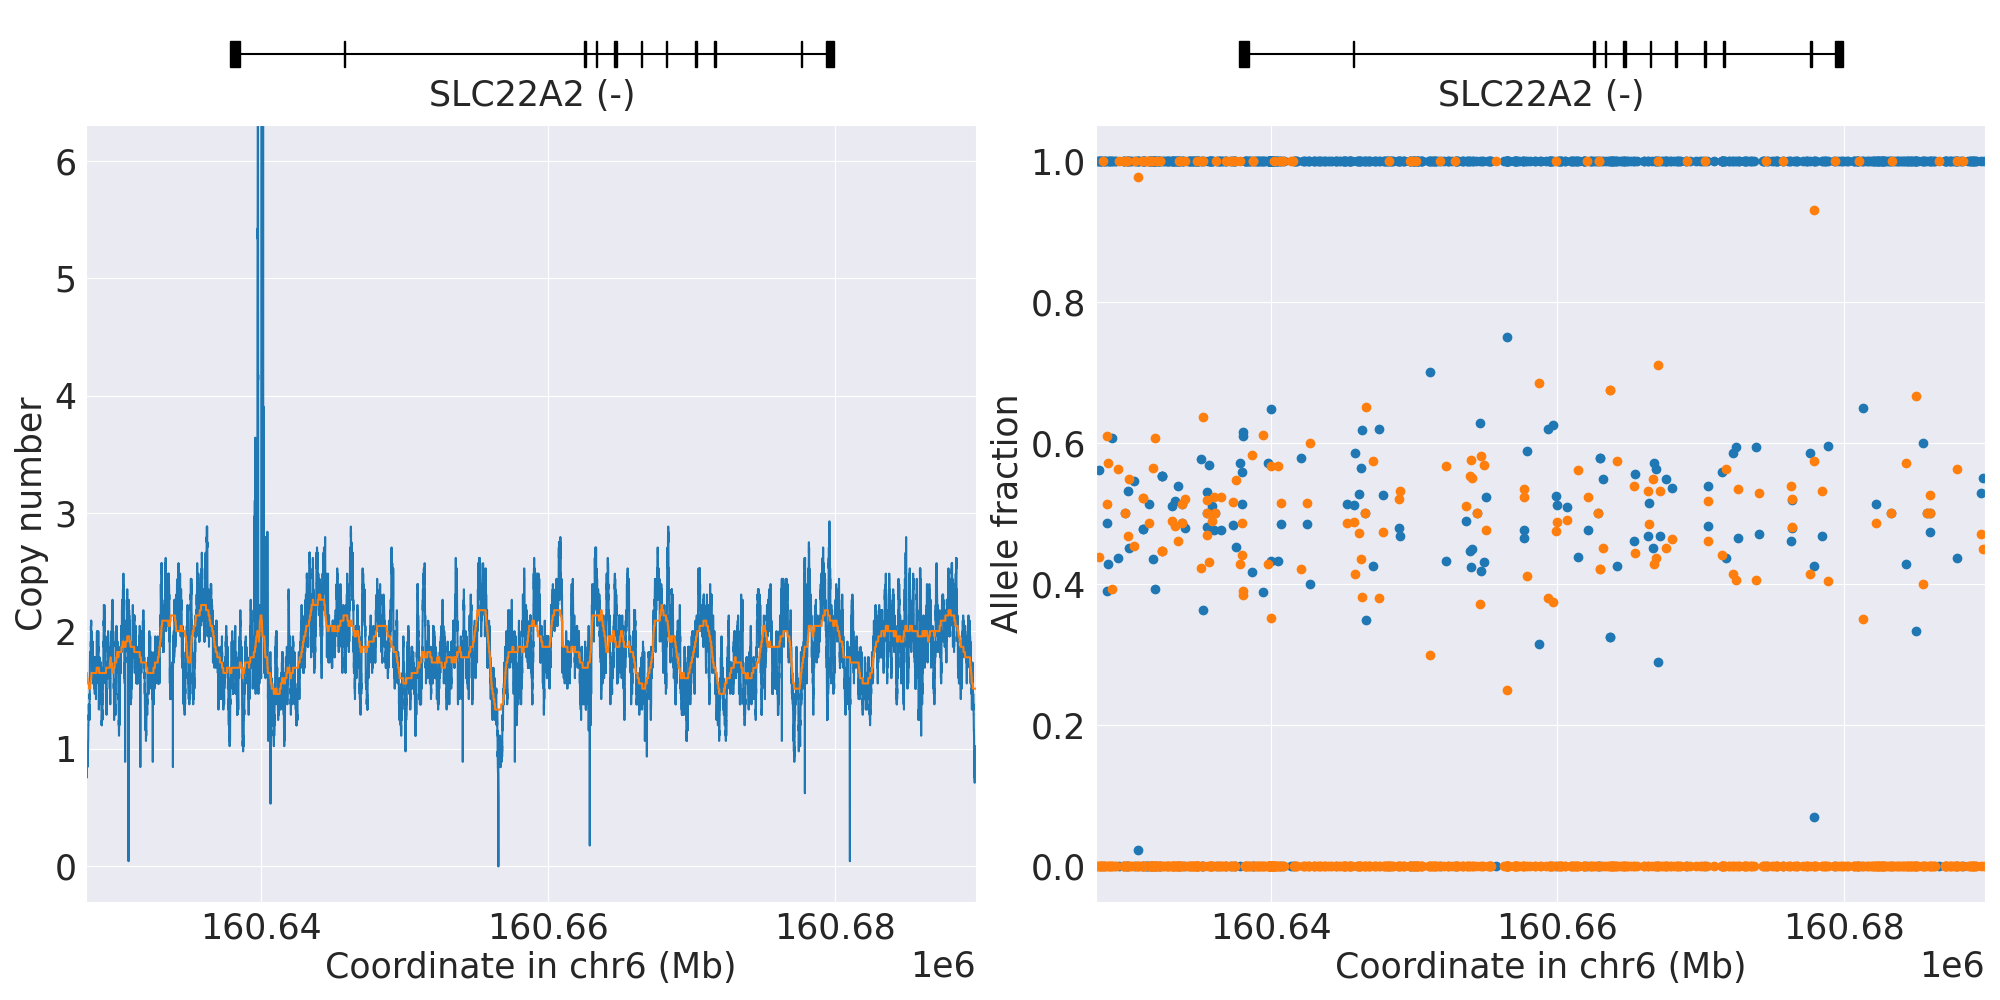 SLC22A2 (-)
6
5
4
3
2
1
0
Copy number
160.64 160.66 160.68
Coordinate in chr6 (Mb) 1e6
SLC22A2 (-)
1.0
0.8
0.6
0.4
0.2
0.0
Allele fraction
160.64 160.66 160.68
Coordinate in chr6 (Mb) 1e6